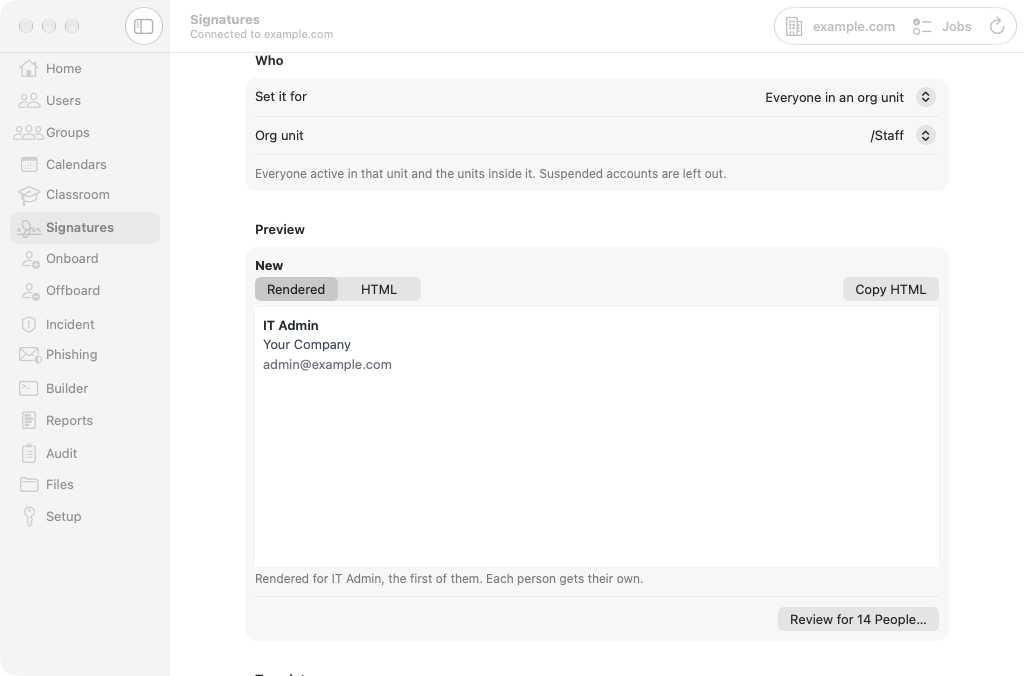 Signatures
Connected to example.com
example.com
Jobs
Home
Users
Groups
Calendars
Classroom
Signatures
Onboard
Offboard
Incident
Phishing
Builder
Reports
Audit
Files
Setup
Who
Set it for
Everyone in an org unit
Org unit
/Staff
Everyone active in that unit and the units inside it. Suspended accounts are left out.
Preview
New
Rendered
HTML
Copy HTML
IT Admin
Your Company
admin@example.com
Rendered for IT Admin, the first of them. Each person gets their own.
Review for 14 People...